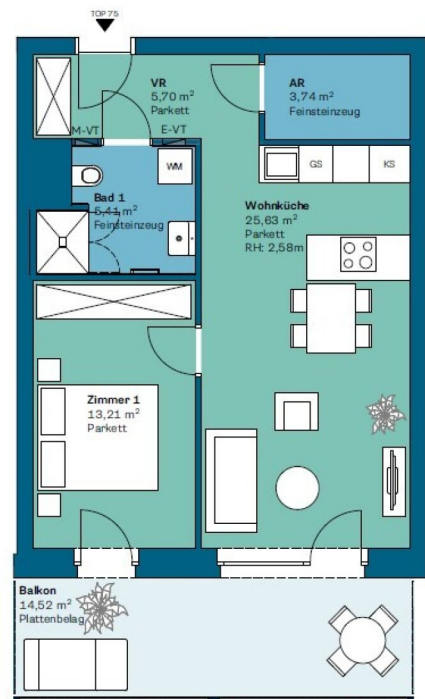 TOP 75
VR
5,70 m²
Parkett
AR
3,74 m²
Feinsteinzeug
M-VT
E-VT
WM
GS
KS
Bad 1
5,41 m²
Feinsteinzeug
Wohnküche
25,63 m²
Parkett
RH: 2,58m
Zimmer 1
13,21 m²
Parkett
Balkon
14,52 m²
Plattenbelag